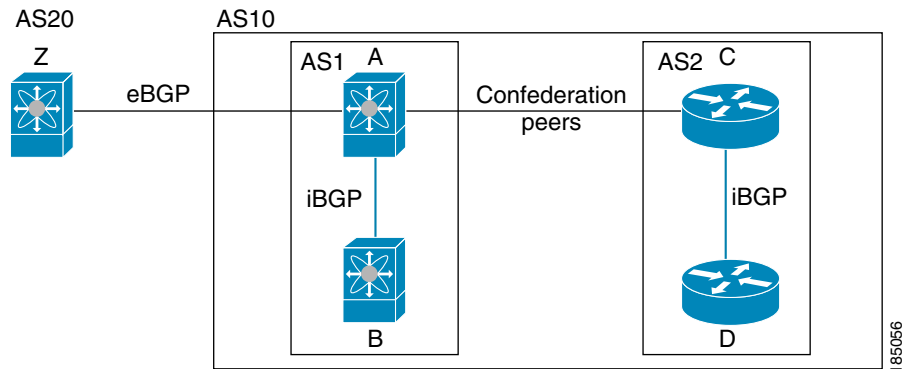 AS20
AS10
Z
AS1
A
AS2
C
eBGP
Confederation
peers
iBGP
iBGP
B
D
185056